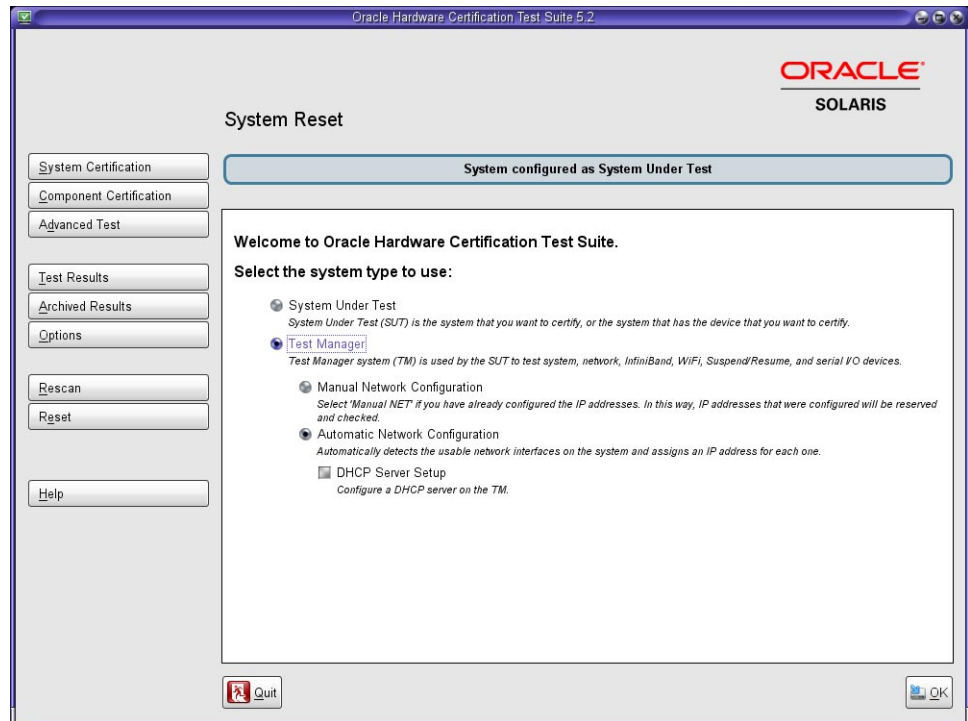 Oracle Hardware Certification Test Suite 5.2
ORACLE
SOLARIS
System Reset
System Certification
Component Certification
Advanced Test
Test Results
Archived Results
Options
Rescan
Reset
Help
System configured as System Under Test
Welcome to Oracle Hardware Certification Test Suite.
Select the system type to use:
System Under Test
System Under Test (SUT) is the system that you want to certify, or the system that has the device that you want to certify.
Test Manager
Test Manager system (TM) is used by the SUT to test system, network, InfiniBand, WiFi, Suspend/Resume, and serial I/O devices.
Manual Network Configuration
Select 'Manual NET' if you have already configured the IP addresses. In this way, IP addresses that were configured will be reserved
and checked.
Automatic Network Configuration
Automatically detects the usable network interfaces on the system and assigns an IP address for each one.
DHCP Server Setup
Configure a DHCP server on the TM.
Quit
OK